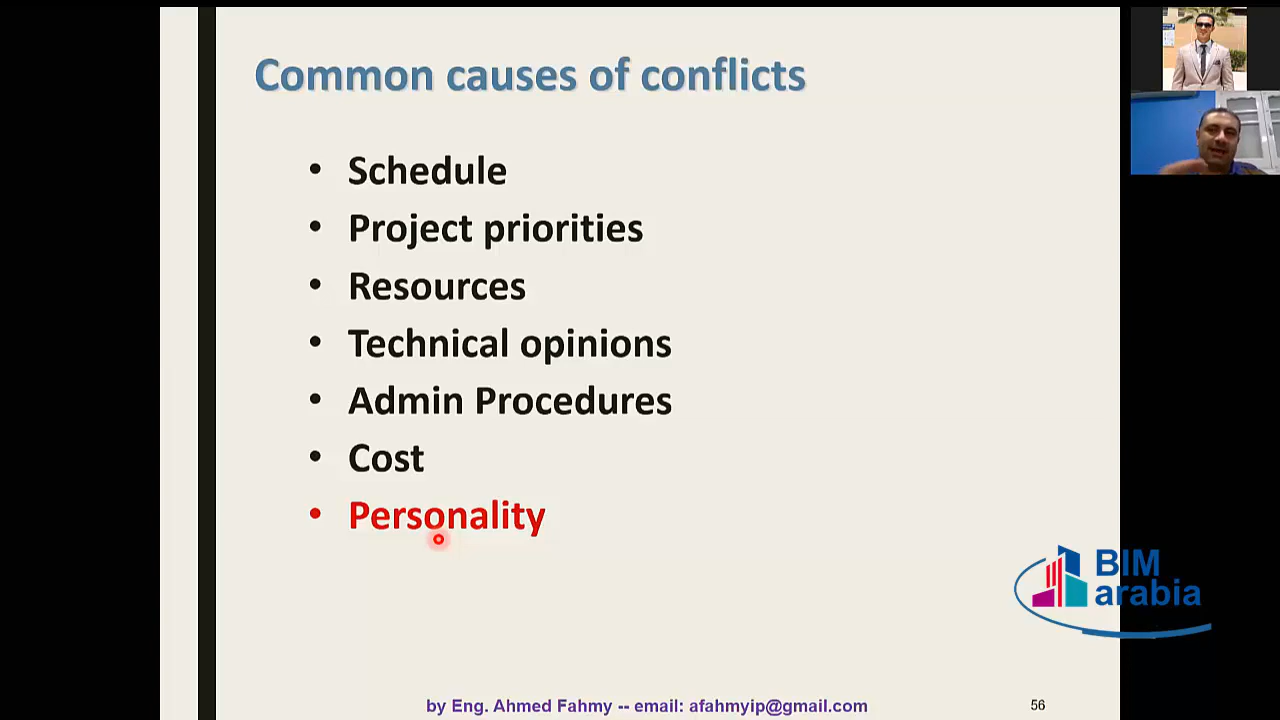 Common causes of conflicts
• Schedule
• Project priorities
• Resources
• Technical opinions
• Admin Procedures
• Cost
• Personality
BIM
arabia
by Eng. Ahmed Fahmy -- email: afahmyip@gmail.com
56